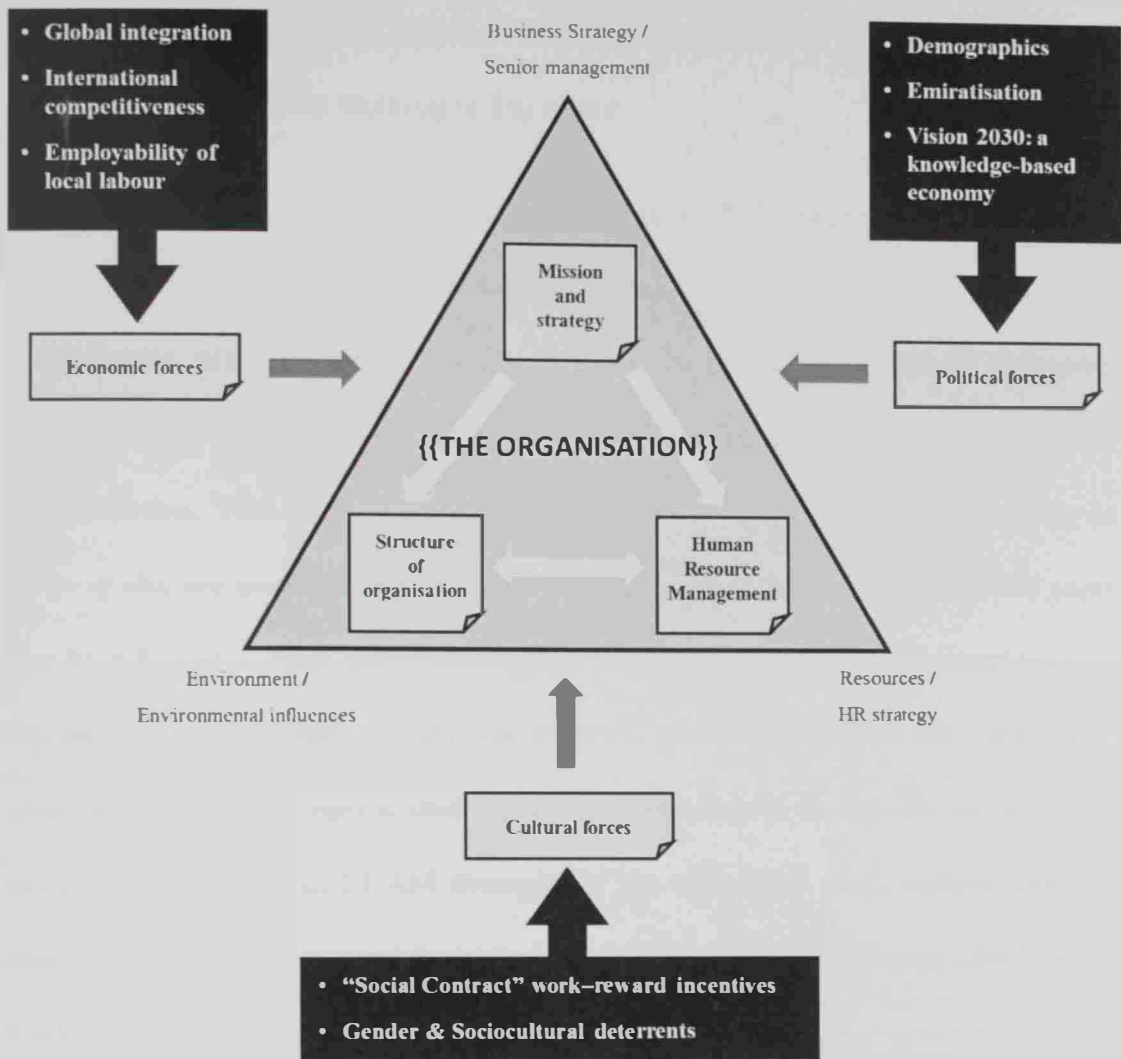 • Global integration
• International
competitiveness
• Employability of
local labour
Business Strategy /
Senior management
• Demographics
• Emiratisation
• Vision 2030: a
knowledge-based
economy
Mission
and
strategy
Economic forces
Political forces
{{THE ORGANISATION}}
Structure
of
organisation
Human
Resource
Management
Environment /
Environmental influences
Resources /
HR strategy
Cultural forces
• “Social Contract” work–reward incentives
• Gender & Sociocultural deterrents